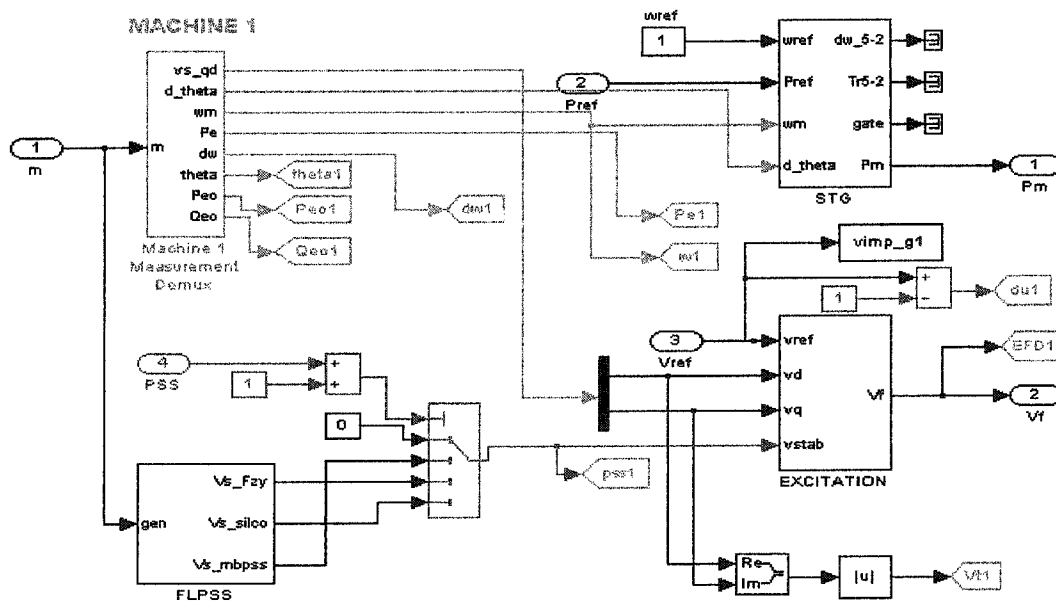 MACHINE 1
wref
1
wref
dw_5-2
2
Pref
Pref
Tr5-2
wm
gate
d_theta
Pm
1
Pm
STG
1
m
m
vs_qd
d_theta
wm
Pe
dw
theta
Peo
Qeo
Machine 1
Measurement
Demux
theta1
Peo1
Qeo1
dw1
Pe1
w1
vimp_g1
+
-
1
du1
3
Vref
vref
vd
vq
vstab
Vf
EXCITATION
EFD1
2
Vf
4
PSS
1
+
+
0
pss1
gen
Vs_Fzy
Vs_silco
Vs_mbpss
FLPSS
Re
Im
|u|
Vt1